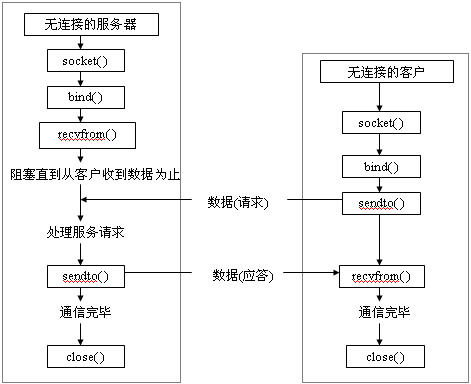 无连接的服务器
socket()
bind()
recvfrom()
阻塞直到从客户收到数据为止
处理服务请求
sendto()
通信完毕
close()
数据(请求)
数据(应答)
无连接的客户
socket()
bind()
sendto()
recvfrom()
通信完毕
close()